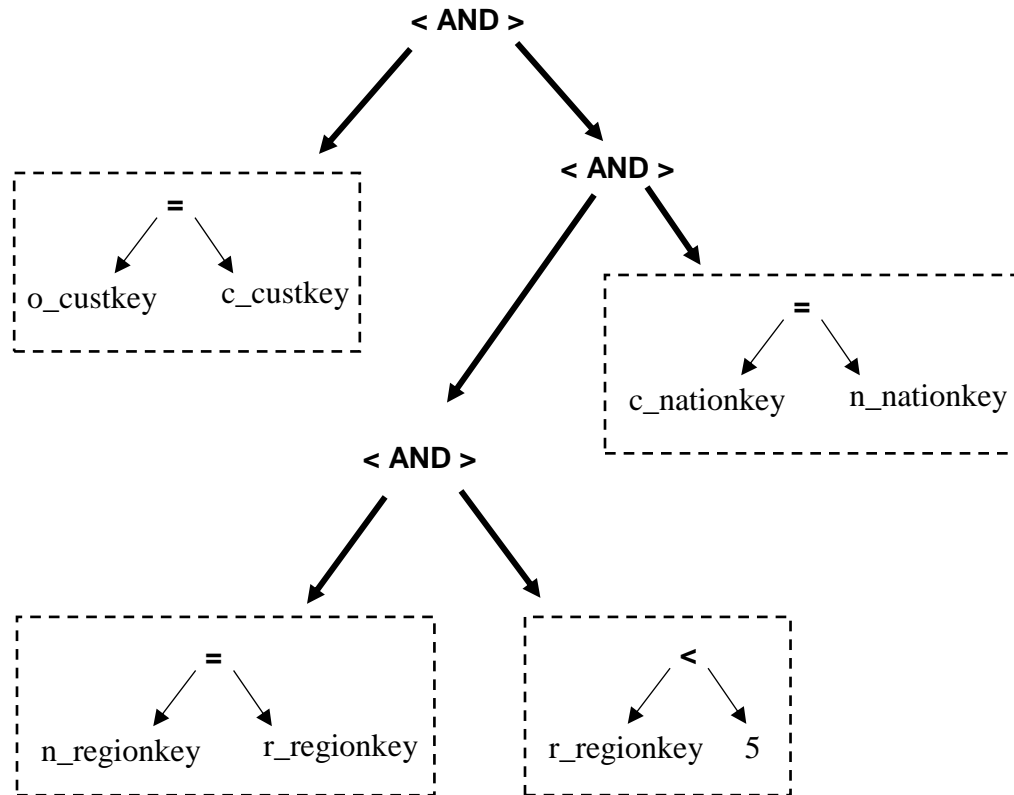 < AND >
< AND >
=
o_custkey c_custkey
=
c_nationkey n_nationkey
< AND >
=
n_regionkey r_regionkey
<
r_regionkey 5